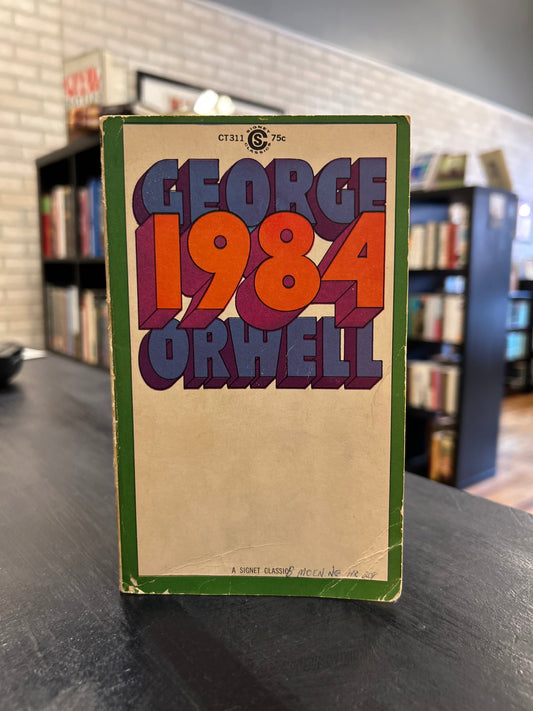 CT311 SIGNET CLASSICS 75c
GEORGE
1984
ORWELL
A SIGNET CLASSIC